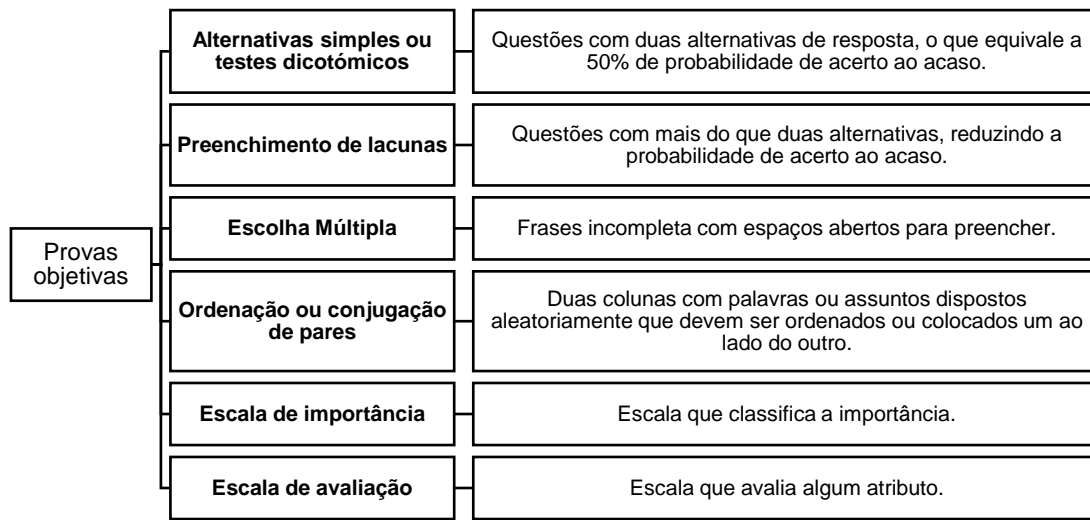 Provas
objetivas
Alternativas simples ou
testes dicotómicos
Questões com duas alternativas de resposta, o que equivale a
50% de probabilidade de acerto ao acaso.
Preenchimento de lacunas
Questões com mais do que duas alternativas, reduzindo a
probabilidade de acerto ao acaso.
Escolha Múltipla
Frases incompleta com espaços abertos para preencher.
Ordenação ou conjugação
de pares
Duas colunas com palavras ou assuntos dispostos
aleatoriamente que devem ser ordenados ou colocados um ao
lado do outro.
Escala de importância
Escala que classifica a importância.
Escala de avaliação
Escala que avalia algum atributo.